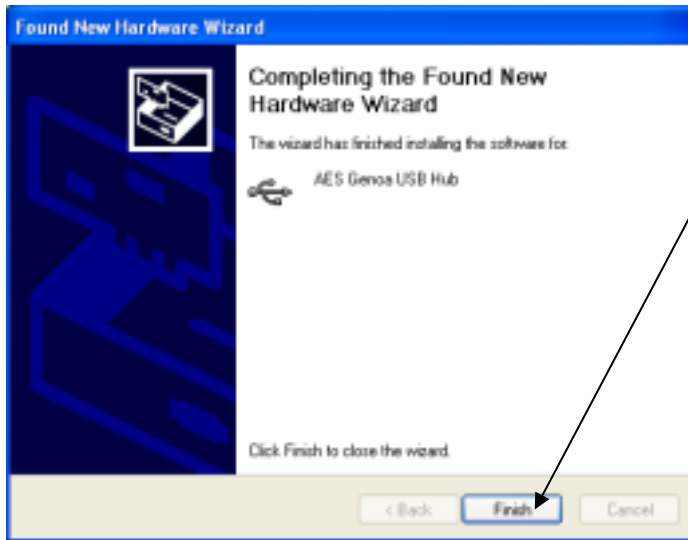 Found New Hardware Wizard
Completing the Found New
Hardware Wizard
The wizard has finished installing the software for:
AES Genoa USB Hub
Click Finish to close the wizard.
< Back
Finish
Cancel